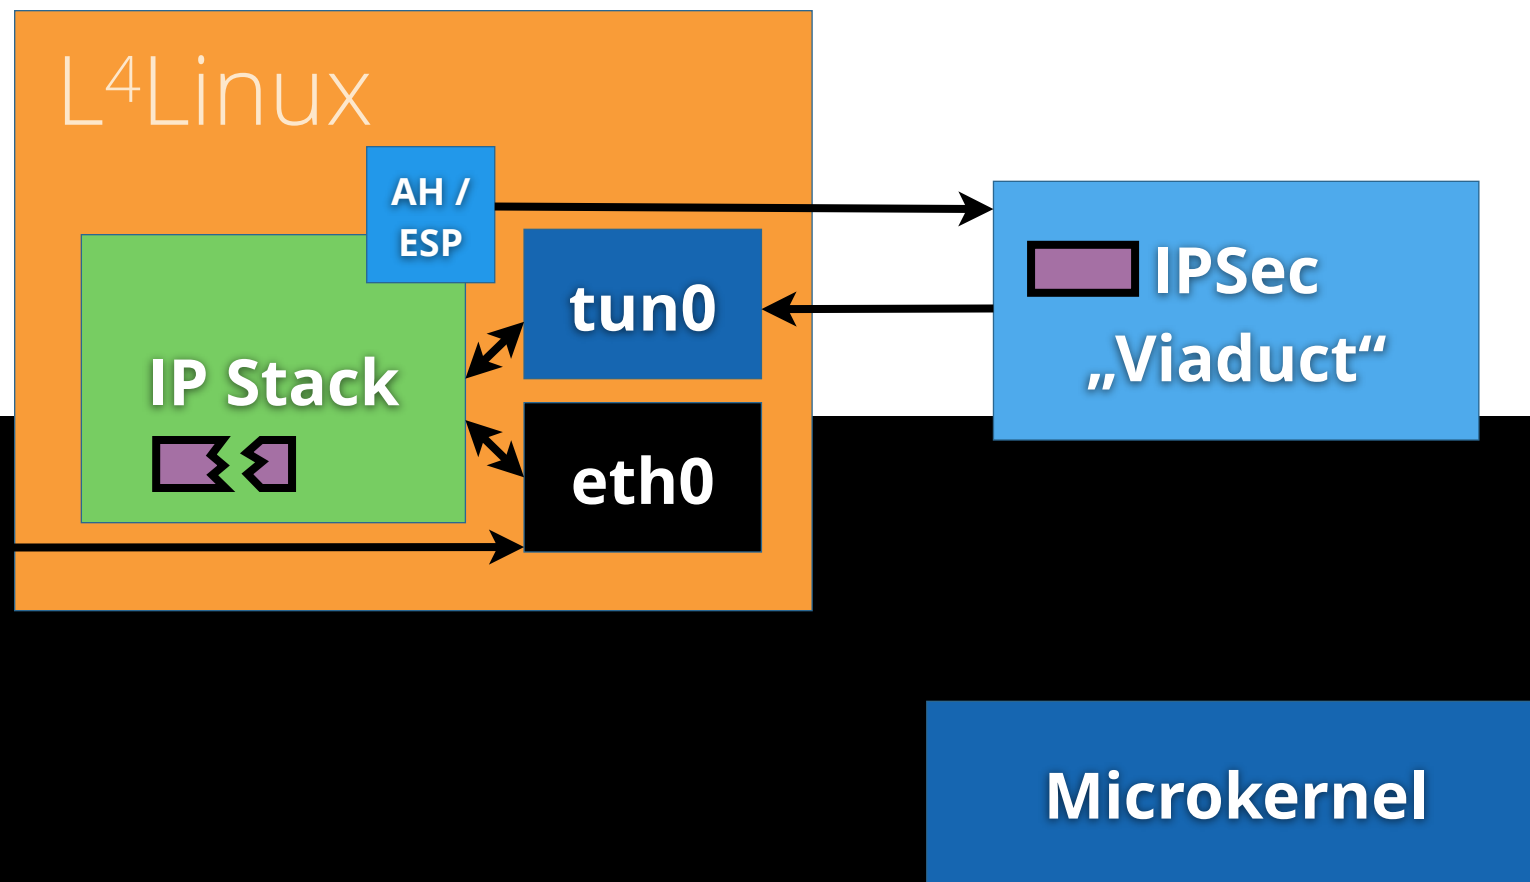 L⁴Linux
AH /
ESP
tun0
IP Stack
eth0
IPSec
„Viaduct“
Microkernel